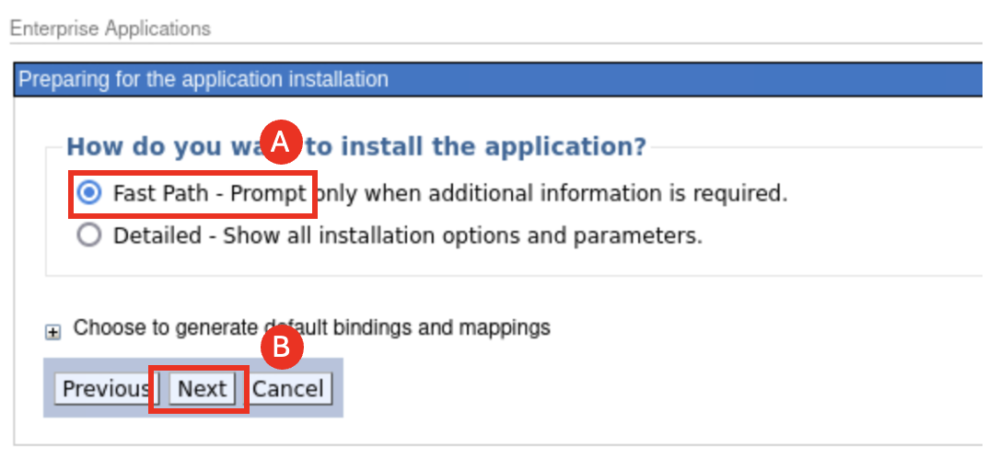 Enterprise Applications
Preparing for the application installation
How do you wa to install the application?
A
Fast Path - Prompt only when additional information is required.
Detailed - Show all installation options and parameters.
Choose to generate default bindings and mappings
B
Previous Next Cancel